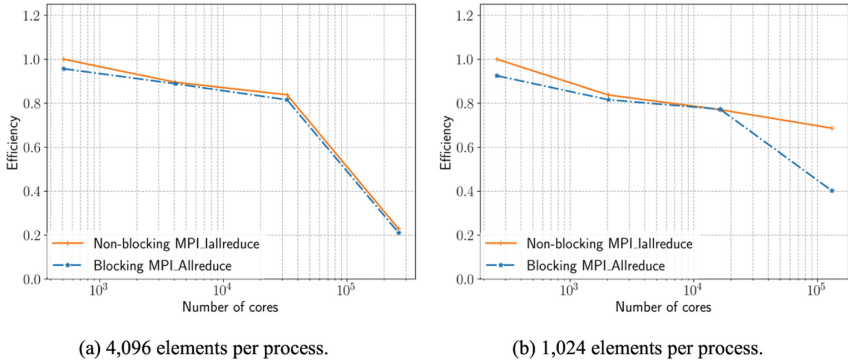 1.2
1.0
0.8
0.6
0.4
0.2
0.0
Efficiency
Non-blocking MPI_Iallreduce
Blocking MPI_Allreduce
10³
10⁴
10⁵
Number of cores
(a) 4,096 elements per process.
1.2
1.0
0.8
0.6
0.4
0.2
0.0
Efficiency
Non-blocking MPI_Iallreduce
Blocking MPI_Allreduce
10³
10⁴
10⁵
Number of cores
(b) 1,024 elements per process.